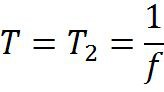 T = T₂ = 1/f